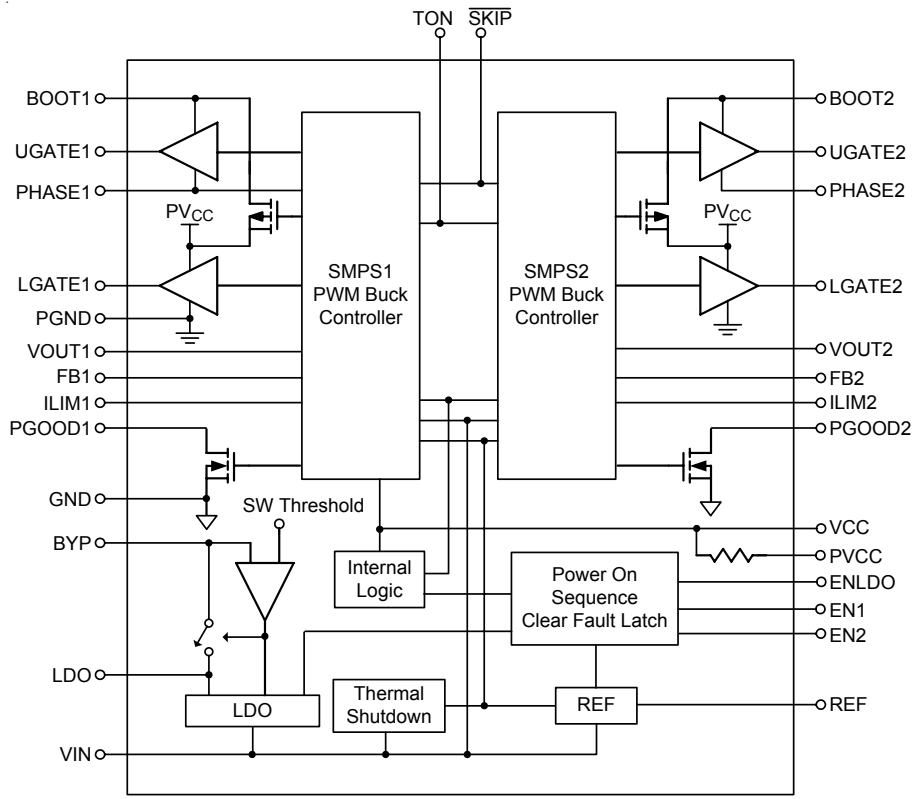 TON
SKIP
BOOT1
UGATE1
PHASE1
PVCC
LGATE1
PGND
VOUT1
FB1
ILIM1
PGOOD1
GND
BYP
LDO
VIN
SMPS1
PWM Buck
Controller
SMPS2
PWM Buck
Controller
BOOT2
UGATE2
PHASE2
PVCC
LGATE2
VOUT2
FB2
ILIM2
PGOOD2
VCC
PVCC
ENLDO
EN1
EN2
REF
SW Threshold
Internal
Logic
Power On
Sequence
Clear Fault Latch
LDO
Thermal
Shutdown
REF